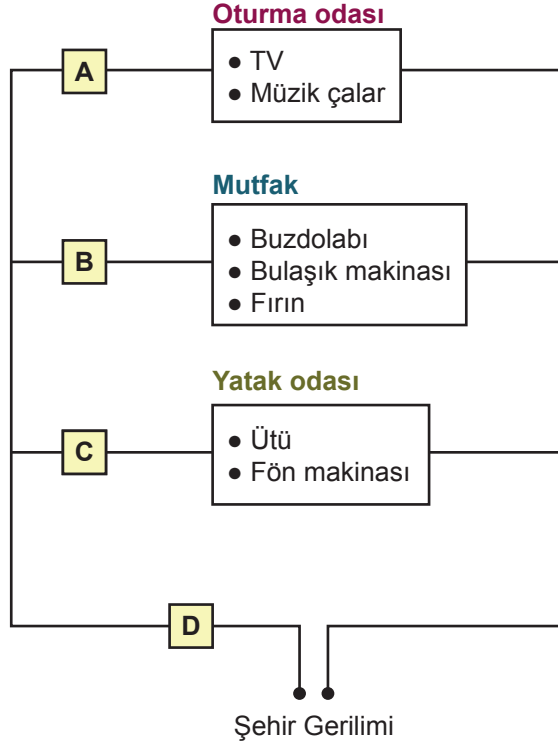 Oturma odası
A
● TV
● Müzik çalar
Mutfak
B
● Buzdolabı
● Bulaşık makinası
● Fırın
Yatak odası
C
● Ütü
● Fön makinası
D
Şehir Gerilimi